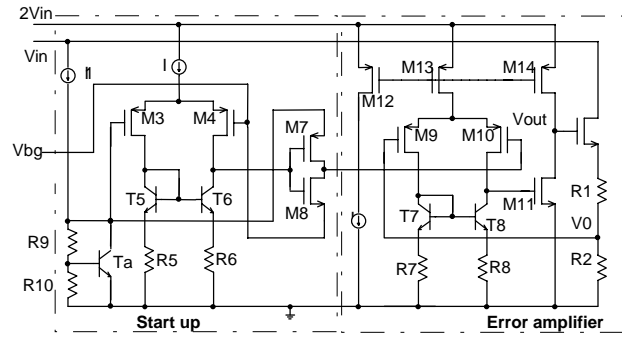 2Vin
Vin
I1
I
M3
M4
M7
M8
Vbg
T5
T6
R9
R10
Ta
R5
R6
Start up
M12
M13
M14
Vout
M9
M10
M11
R1
V0
T7
T8
R7
R8
R2
Error amplifier